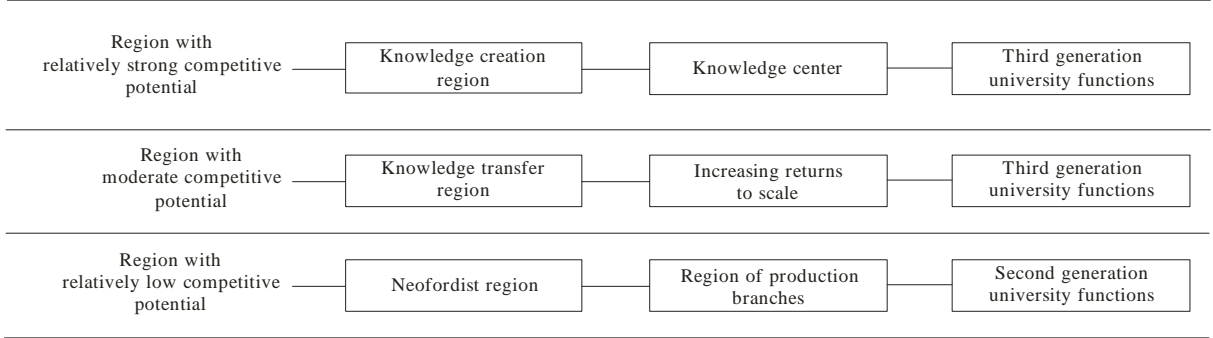 Region with
relatively strong competitive
potential
Knowledge creation
region
Knowledge center
Third generation
university functions
Region with
moderate competitive
potential
Knowledge transfer
region
Increasing returns
to scale
Third generation
university functions
Region with
relatively low competitive
potential
Neofordist region
Region of production
branches
Second generation
university functions